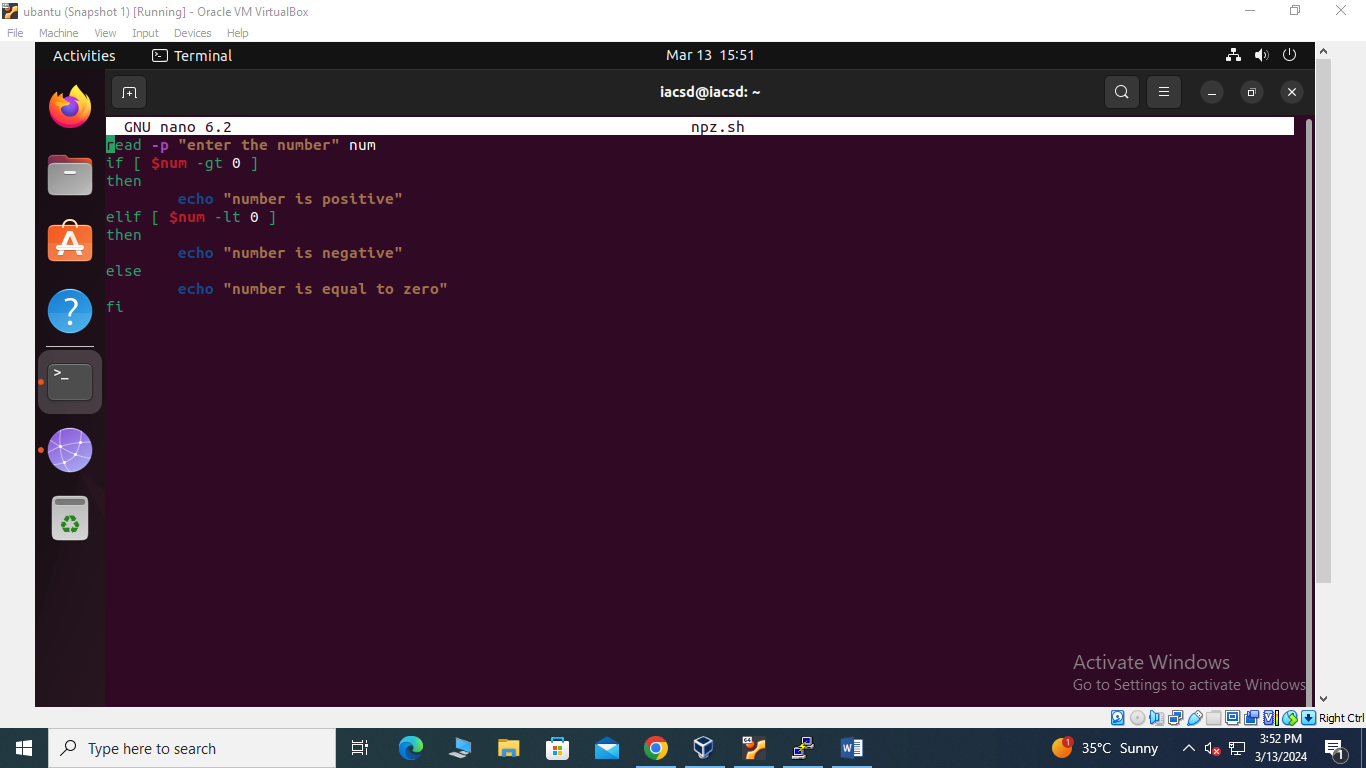 ubantu (Snapshot 1) [Running] - Oracle VM VirtualBox
File Machine View Input Devices Help
Activities Terminal Mar 13 15:51
iacsd@iacsd: ~
GNU nano 6.2 npz.sh
read -p "enter the number" num
if [ $num -gt 0 ]
then
echo "number is positive"
elif [ $num -lt 0 ]
then
echo "number is negative"
else
echo "number is equal to zero"
fi
Activate Windows
Go to Settings to activate Windows
Right Ctrl
Type here to search
1
35°C Sunny
3:52 PM
3/13/2024
1